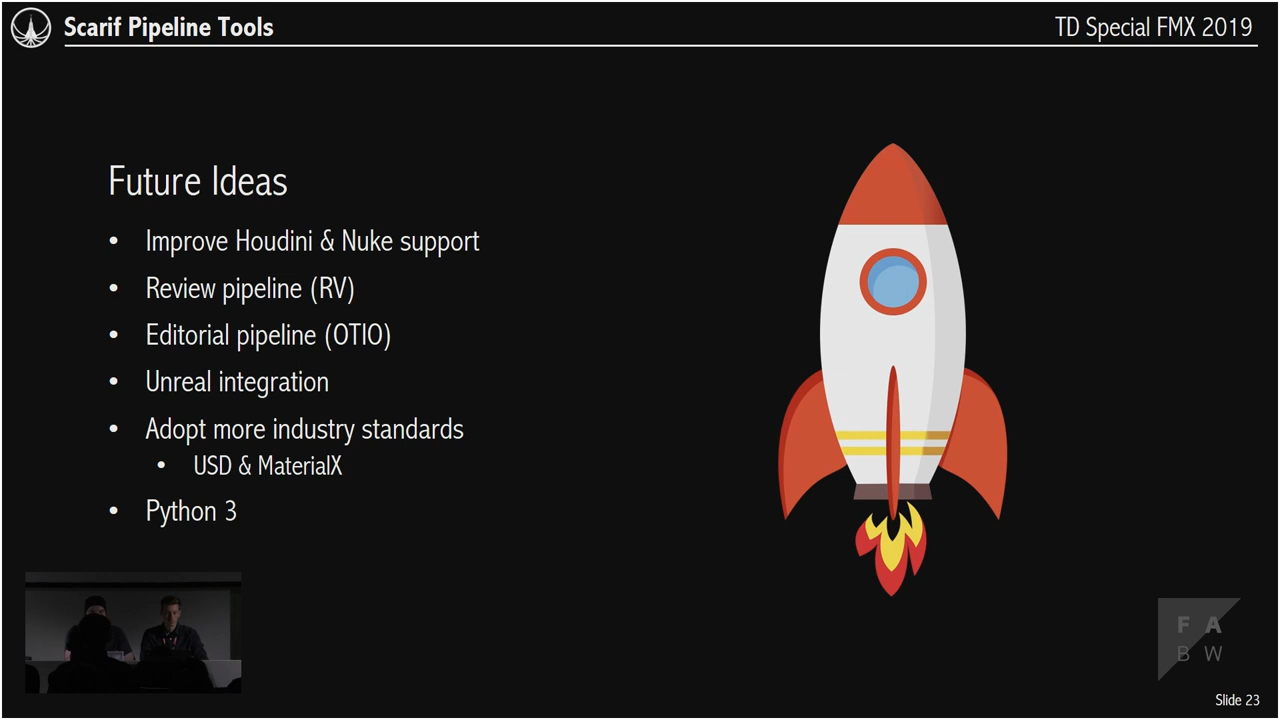 Scarif Pipeline Tools
TD Special FMX 2019
Future Ideas
• Improve Houdini & Nuke support
• Review pipeline (RV)
• Editorial pipeline (OTIO)
• Unreal integration
• Adopt more industry standards
• USD & MaterialX
• Python 3
F A
B W
Slide 23